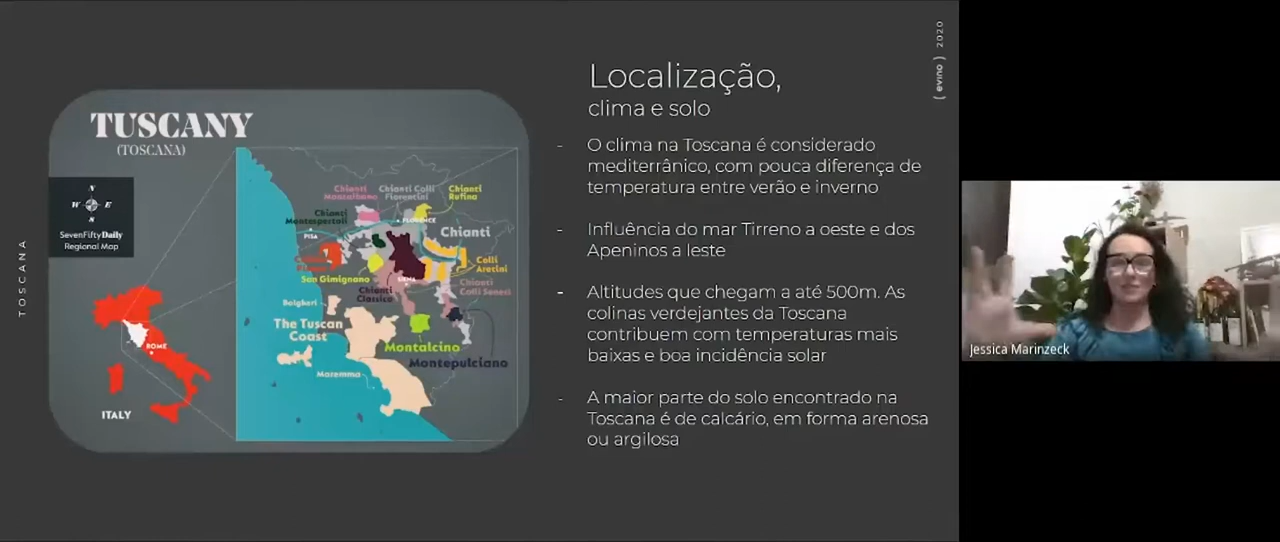 TOSCANA
TUSCANY
(TOSCANA)
N
W E
S
SevenFifty Daily
Regional Map
ROME
ITALY
Chianti
Montalbano
Chianti Colli
Fiorentini
Chianti
Rufina
Chianti
Montespertoli
FLORENCE
PISA
Chianti
Chianti
San Gimignano
Colli
Aretini
SIENA
Chianti
Classico
Chianti
Colli Senesi
Bolgheri
The Tuscan
Coast
Montalcino
Montepulciano
Maremma
Localização,
clima e solo
- O clima na Toscana é considerado
mediterrânico, com pouca diferença de
temperatura entre verão e inverno
- Influência do mar Tirreno a oeste e dos
Apeninos a leste
- Altitudes que chegam a até 500m. As
colinas verdejantes da Toscana
contribuem com temperaturas mais
baixas e boa incidência solar
- A maior parte do solo encontrado na
Toscana é de calcário, em forma arenosa
ou argilosa
( evino ) 2020
Jessica Marinzeck